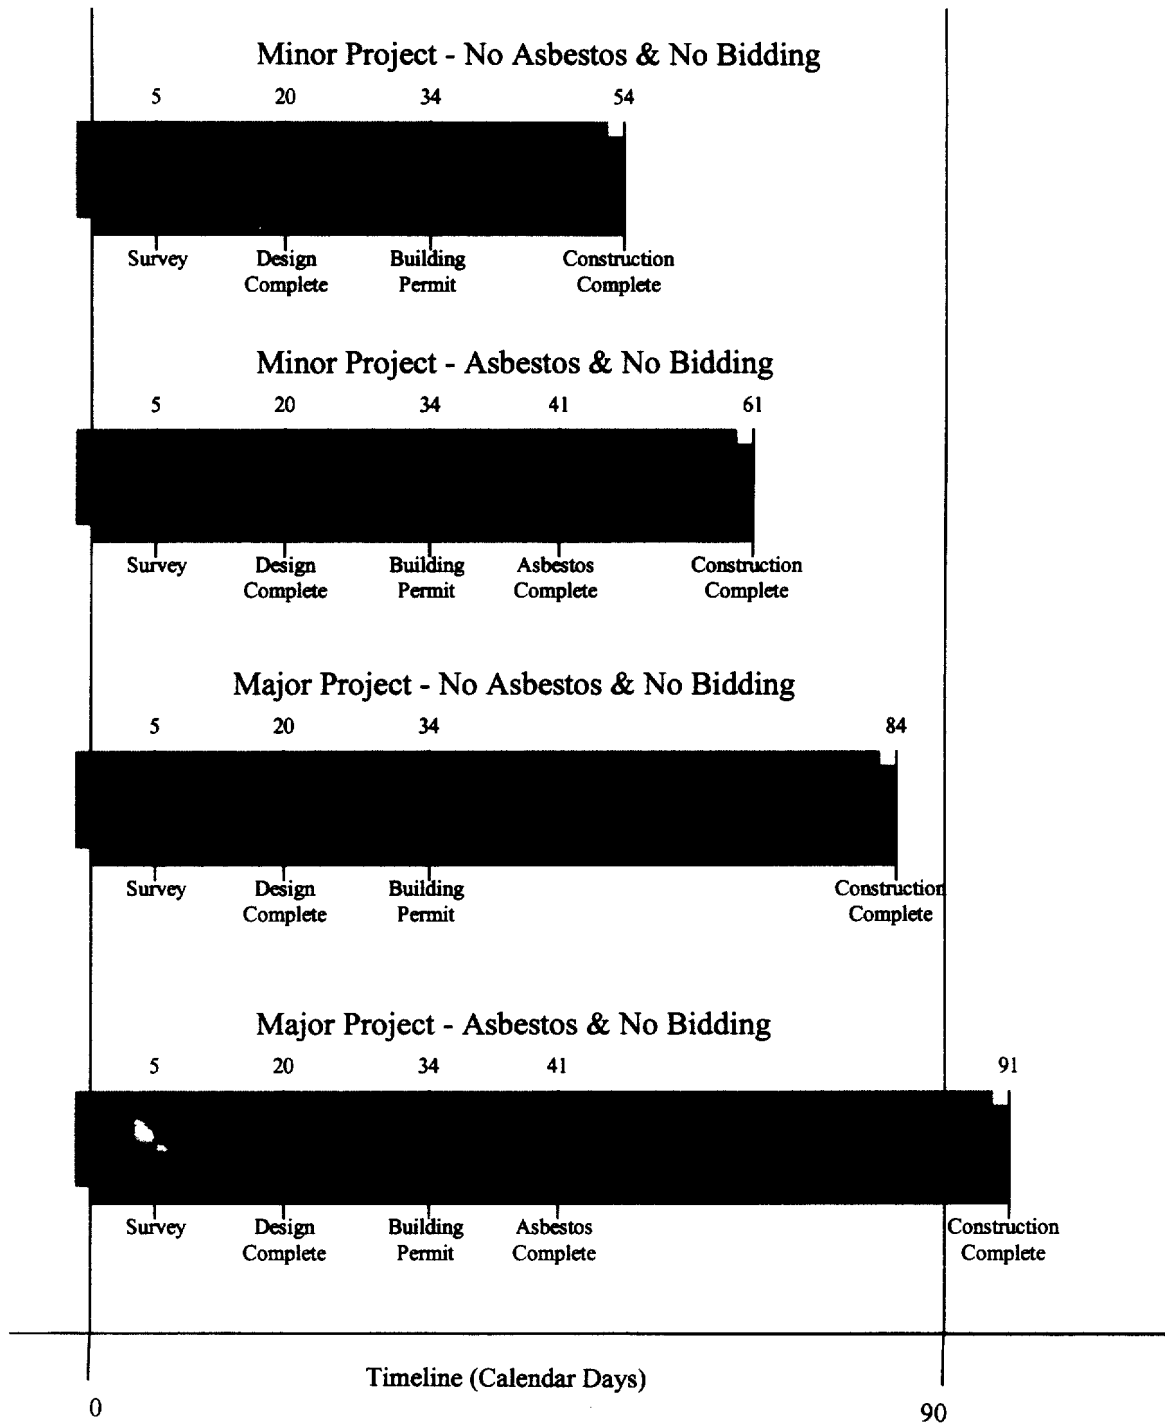 Minor Project - No Asbestos & No Bidding
5 20 34 54
Survey Design Building Construction
Complete Permit Complete
Minor Project - Asbestos & No Bidding
5 20 34 41 61
Survey Design Building Asbestos Construction
Complete Permit Complete Complete
Major Project - No Asbestos & No Bidding
5 20 34 84
Survey Design Building Construction
Complete Permit Complete
Major Project - Asbestos & No Bidding
5 20 34 41 91
Survey Design Building Asbestos Construction
Complete Permit Complete Complete
Timeline (Calendar Days)
0 90